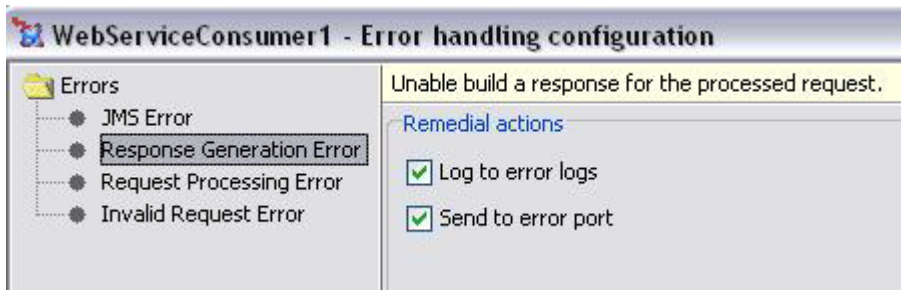 WebServiceConsumer1 - Error handling configuration
Errors
JMS Error
Response Generation Error
Request Processing Error
Invalid Request Error
Unable build a response for the processed request.
Remedial actions
Log to error logs
Send to error port